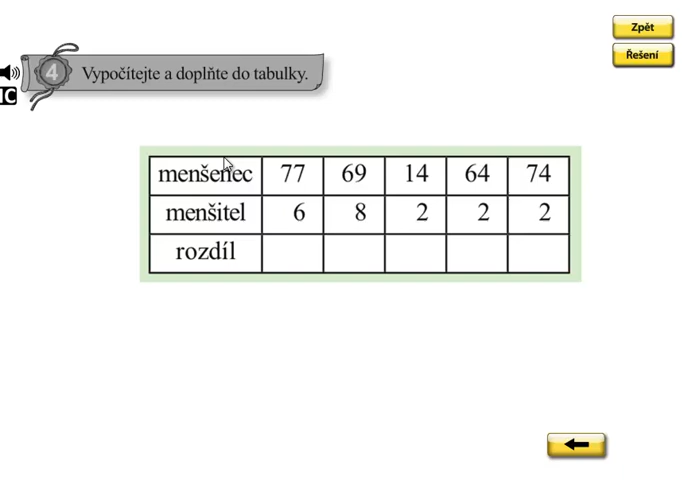 Zpět
Řešení
4 Vypočítejte a doplňte do tabulky.
IC
menšenec 77 69 14 64 74
menšitel 6 8 2 2 2
rozdíl